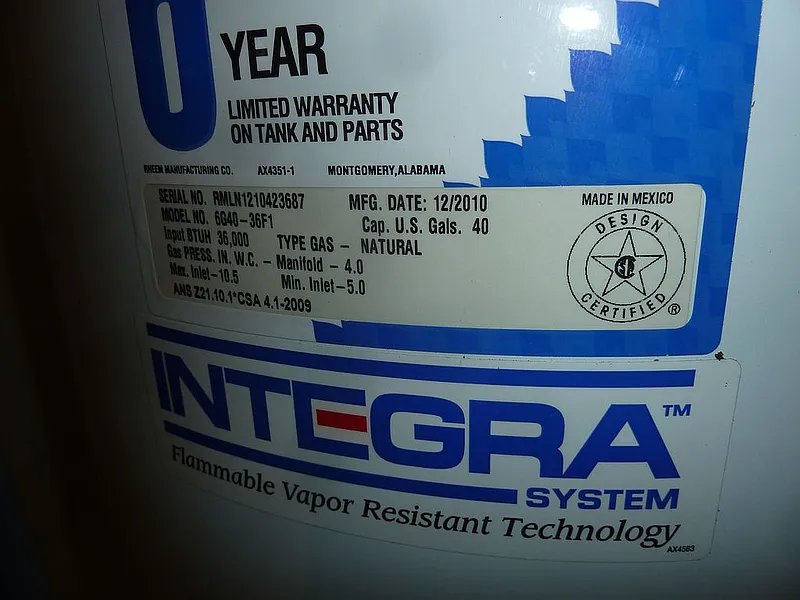 0 YEAR
LIMITED WARRANTY
ON TANK AND PARTS
RHEEM MANUFACTURING CO. AX4351-1 MONTGOMERY, ALABAMA
SERIAL NO. RMLN1210423687 MFG. DATE: 12/2010
MODEL NO. 6G40-36F1 Cap. U.S. Gals. 40
Input BTUH 36,000 TYPE GAS - NATURAL
Gas PRESS. IN. W.C. - Manifold - 4.0
Max. Inlet-10.5 Min. Inlet-5.0
ANS Z21.10.1*CSA 4.1-2009
MADE IN MEXICO
DESIGN
CERTIFIED ®
INTEGRA™
SYSTEM
Flammable Vapor Resistant Technology
AX4583